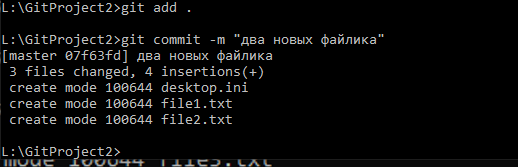 L:\GitProject2>git add .
L:\GitProject2>git commit -m "два новых файлика"
[master 07f63fd] два новых файлика
3 files changed, 4 insertions(+)
create mode 100644 desktop.ini
create mode 100644 file1.txt
create mode 100644 file2.txt
L:\GitProject2>
mode 100644 file3.txt